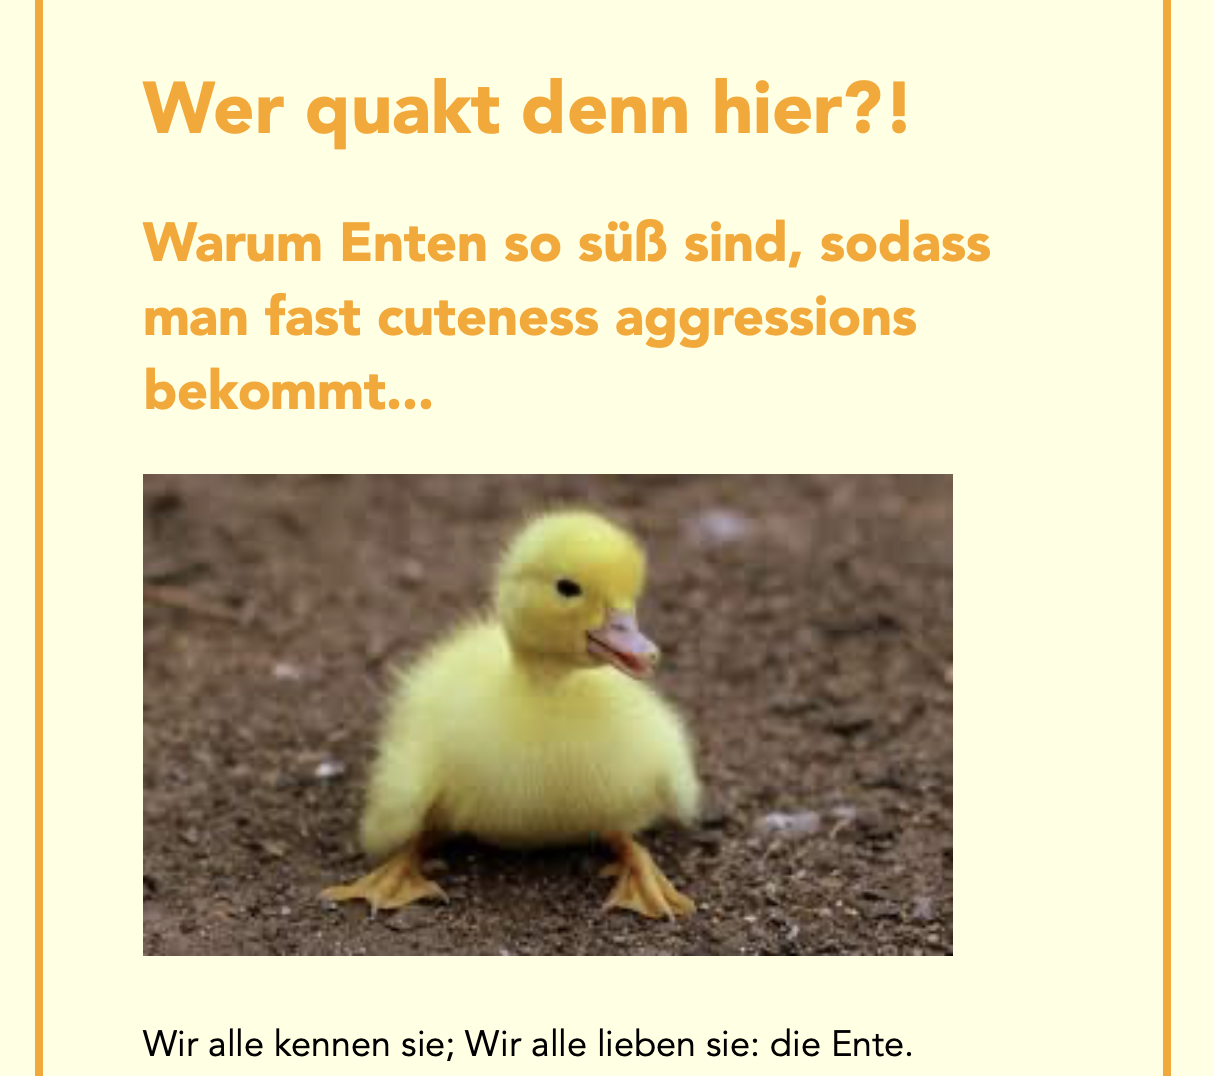 Wer quakt denn hier?!
Warum Enten so süß sind, sodass
man fast cuteness aggressions
bekommt...
Wir alle kennen sie; Wir alle lieben sie: die Ente.